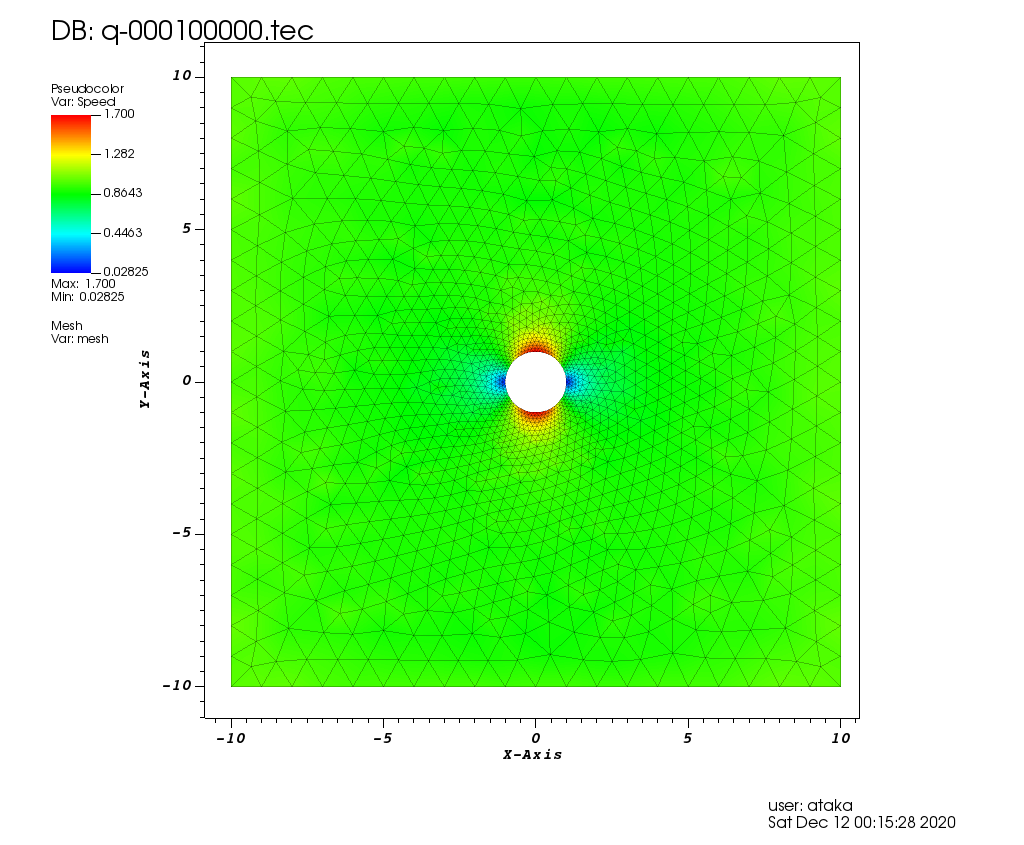 DB: q-000100000.tec
Pseudocolor
Var: Speed
1.700
1.282
0.8643
0.4463
0.02825
Max: 1.700
Min: 0.02825
Mesh
Var: mesh
10
5
0
-5
-10
Y-Axis
-10 -5 0 5 10
X-Axis
user: ataka
Sat Dec 12 00:15:28 2020